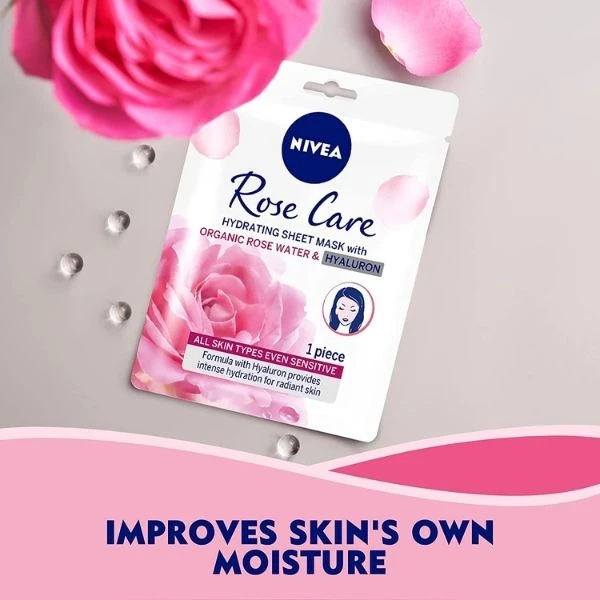 NIVEA
Rose Care
HYDRATING SHEET MASK with
ORGANIC ROSE WATER & HYALURON
1 piece
ALL SKIN TYPES EVEN SENSITIVE
Formula with Hyaluron provides
intense hydration for radiant skin
IMPROVES SKIN'S OWN
MOISTURE